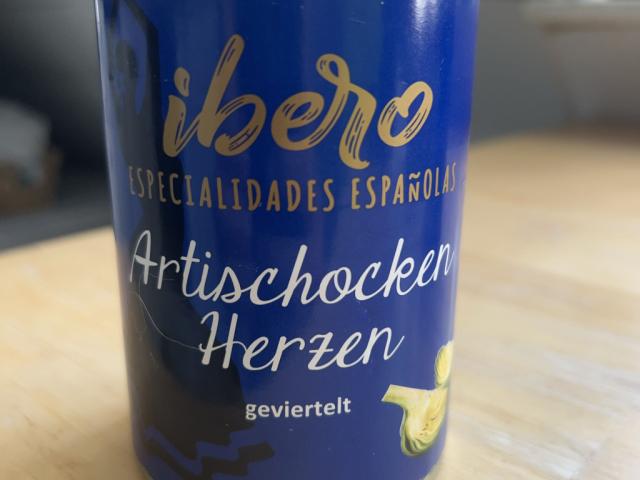 ibero
ESPECIALIDADES ESPAÑOLAS
Artischocken
Herzen
geviertelt